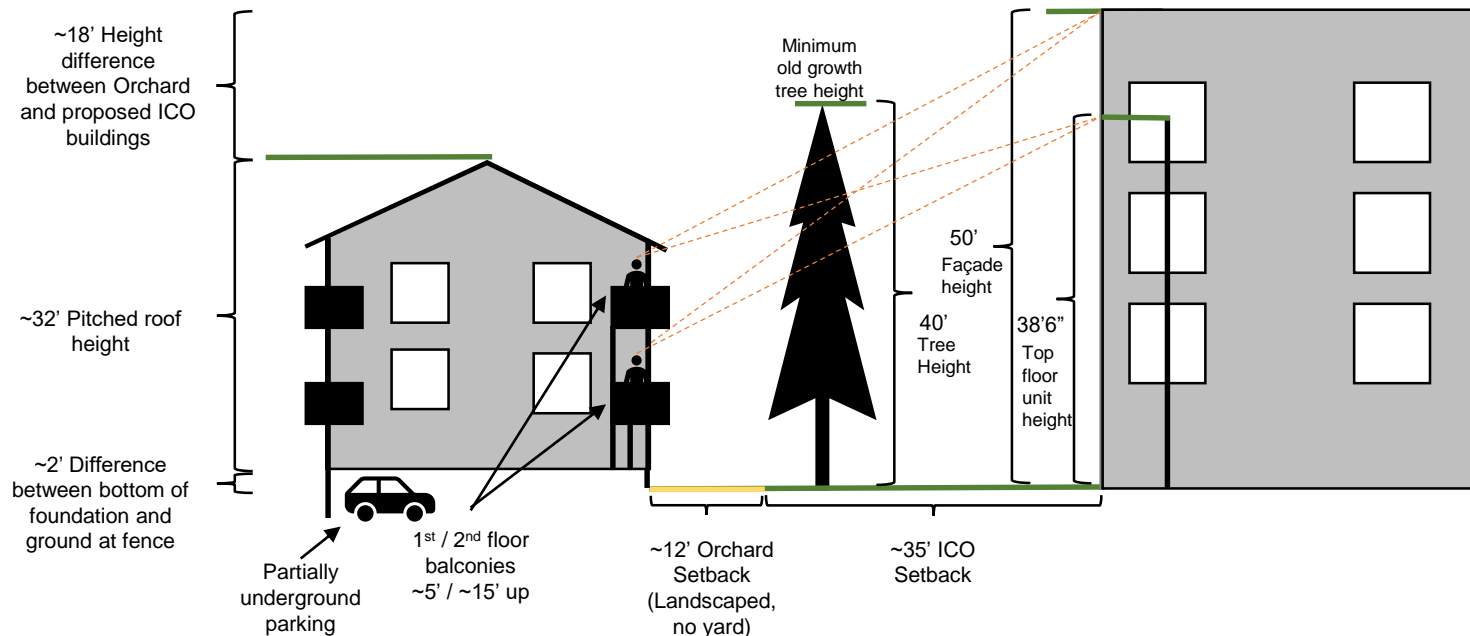 ~18' Height
difference
between Orchard
and proposed ICO
buildings
~32' Pitched roof
height
~2' Difference
between bottom of
foundation and
ground at fence
Partially
underground
parking
1st / 2nd floor
balconies
~5' / ~15' up
~12' Orchard
Setback
(Landscaped,
no yard)
~35' ICO
Setback
Minimum
old growth
tree height
40'
Tree
Height
50'
Façade
height
38'6”
Top
floor
unit
height